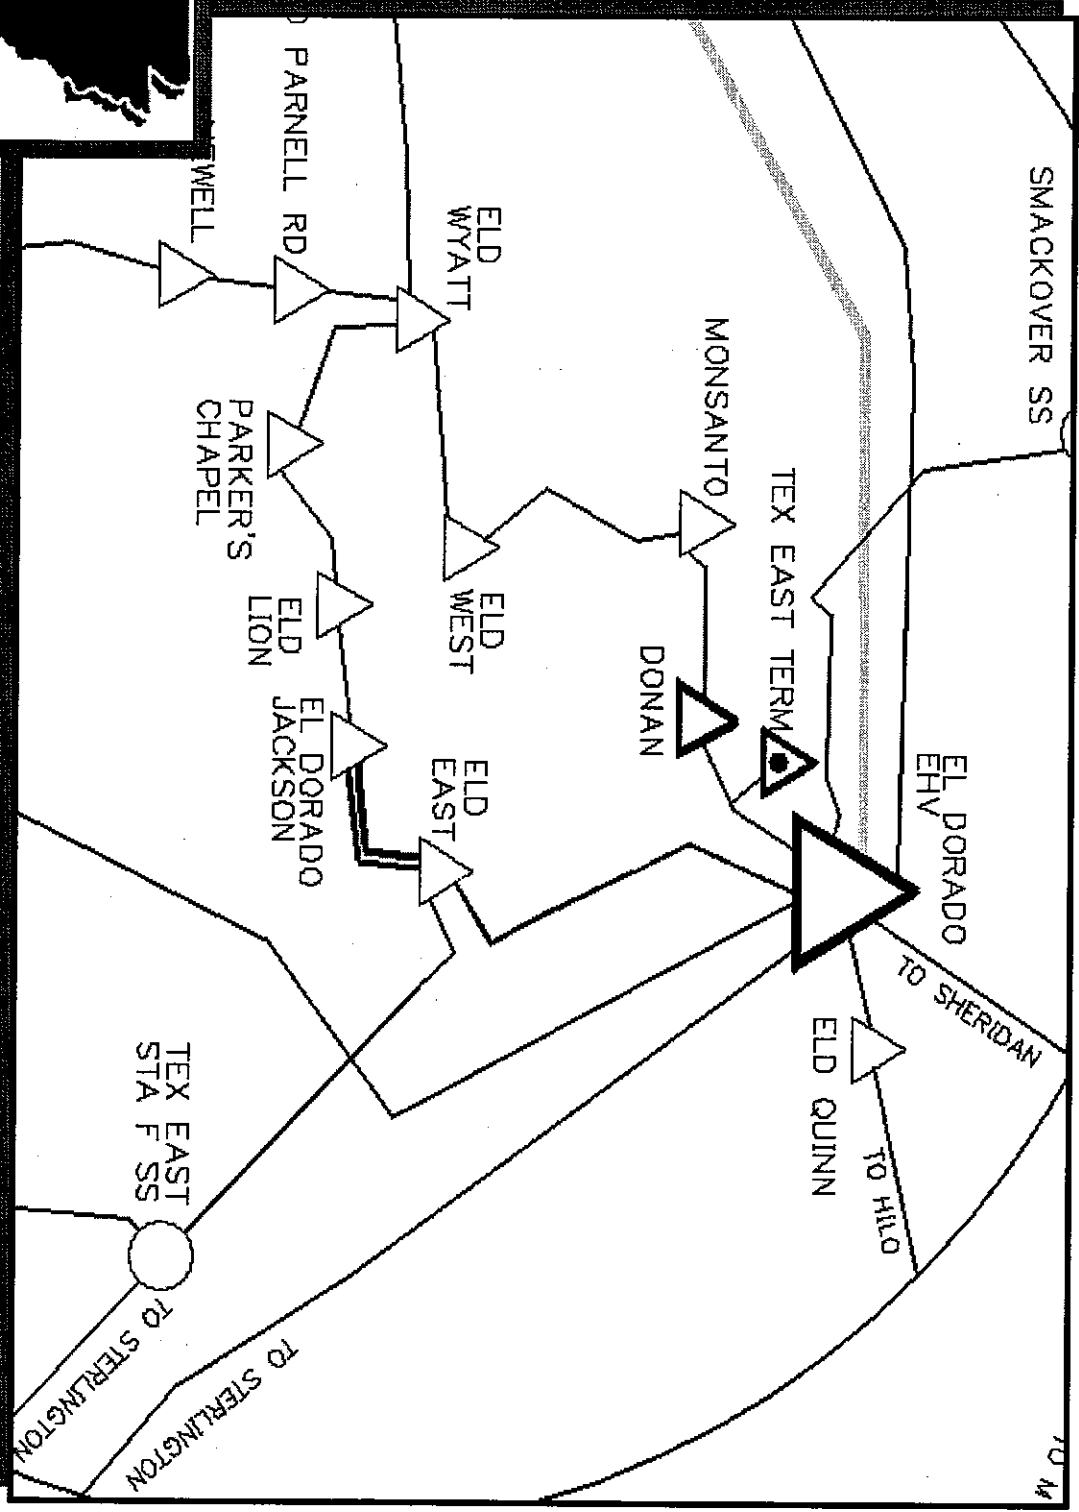 SMACKOVER SS
EL DORADO
EHV
TO SHERIDAN
TO HILO
ELD QUINN
TEX EAST TERM
MONSANTO
DONAN
ELD
WYATT
ELD
WEST
ELD
EAST
PARNELL RD
WELL
PARKER'S
CHAPEL
ELD
LION
EL DORADO
JACKSON
TEX EAST
STA F SS
TO STERLINGTON
TO STERLINGTON